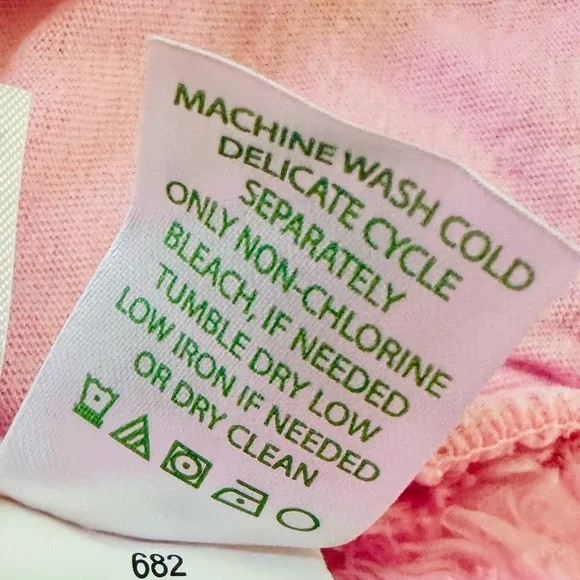 MACHINE WASH COLD
DELICATE CYCLE
SEPARATELY
ONLY NON-CHLORINE
BLEACH, IF NEEDED
TUMBLE DRY LOW
LOW IRON IF NEEDED
OR DRY CLEAN
682